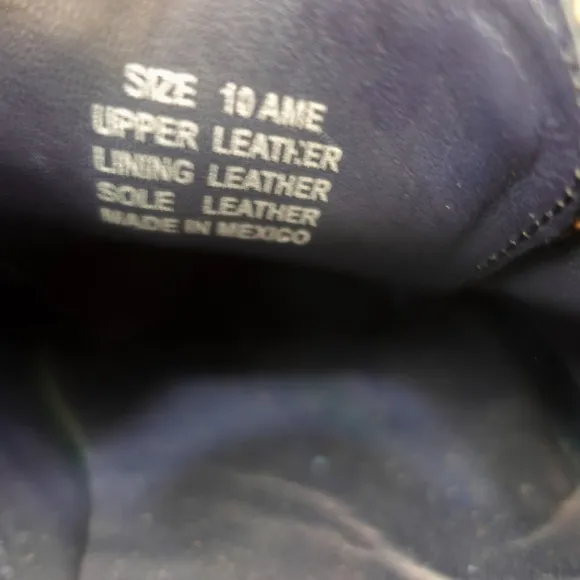 SIZE 10 AME
UPPER LEATHER
LINING LEATHER
SOLE LEATHER
MADE IN MEXICO